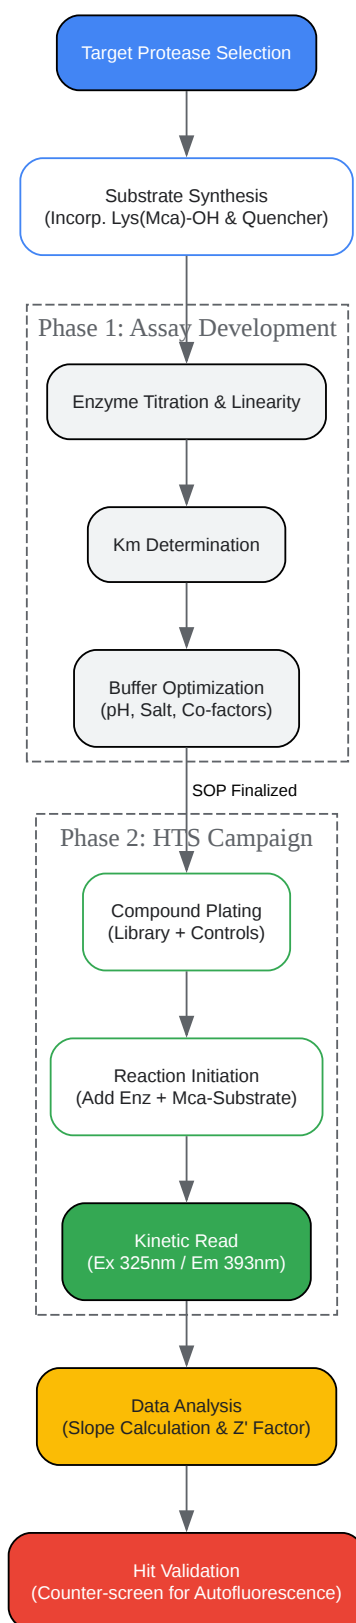 Target Protease Selection
Substrate Synthesis
(Incorp. Lys(Mca)-OH & Quencher)
Phase 1: Assay Development
Enzyme Titration & Linearity
Km Determination
Buffer Optimization
(pH, Salt, Co-factors)
SOP Finalized
Phase 2: HTS Campaign
Compound Plating
(Library + Controls)
Reaction Initiation
(Add Enz + Mca-Substrate)
Kinetic Read
(Ex 325nm / Em 393nm)
Data Analysis
(Slope Calculation & Z' Factor)
Hit Validation
(Counter-screen for Autofluorescence)